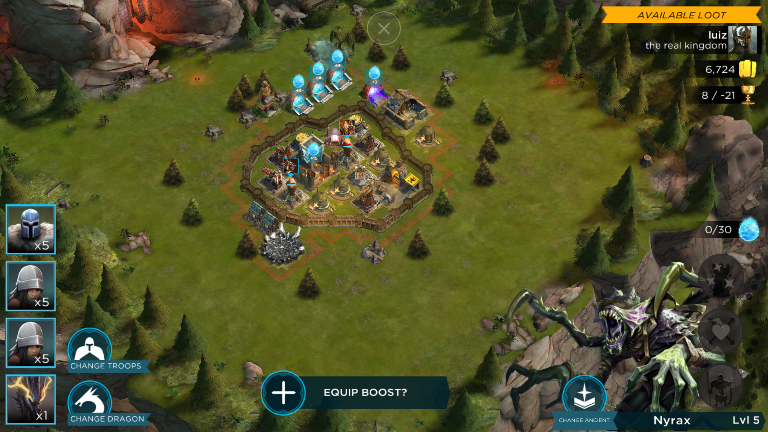 AVAILABLE LOOT
luiz
the real kingdom
6,724
8 / -21
0/30
x5
x5
x5
x1
CHANGE TROOPS
CHANGE DRAGON
EQUIP BOOST?
CHANGE ANCIENT
Nyrax
Lvl 5